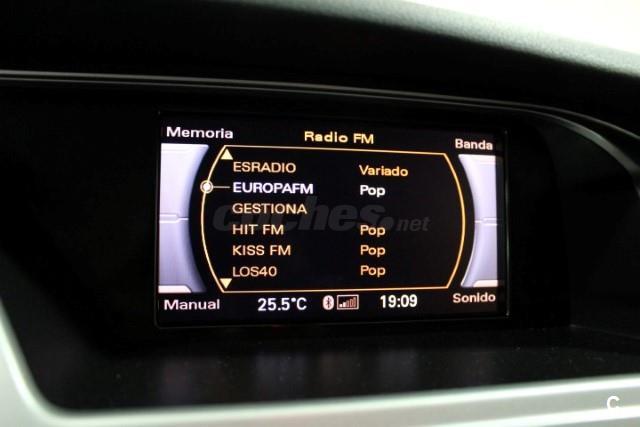 Memoria Radio FM Banda
ESRADIO Variado
EUROPAFM Pop
GESTIONA
coches.net
HIT FM Pop
KISS FM Pop
LOS40 Pop
Manual 25.5°C 19:09 Sonido
C